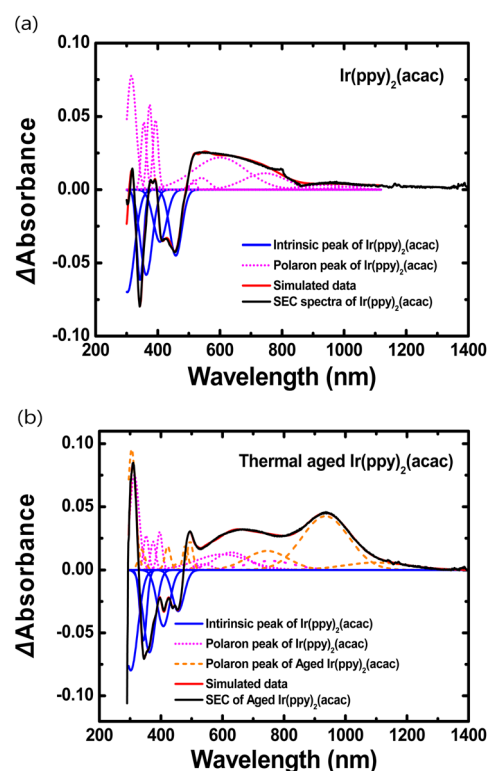 (a)
0.10
0.05
0.00
-0.05
-0.10
ΔAbsorbance
Ir(ppy)2(acac)
Intrinsic peak of Ir(ppy)2(acac)
Polaron peak of Ir(ppy)2(acac)
Simulated data
SEC spectra of Ir(ppy)2(acac)
200 400 600 800 1000 1200 1400
Wavelength (nm)
(b)
0.10
0.05
0.00
-0.05
-0.10
ΔAbsorbance
Thermal aged Ir(ppy)2(acac)
Intirinsic peak of Ir(ppy)2(acac)
Polaron peak of Ir(ppy)2(acac)
Polaron peak of Aged Ir(ppy)2(acac)
Simulated data
SEC of Aged Ir(ppy)2(acac)
200 400 600 800 1000 1200 1400
Wavelength (nm)